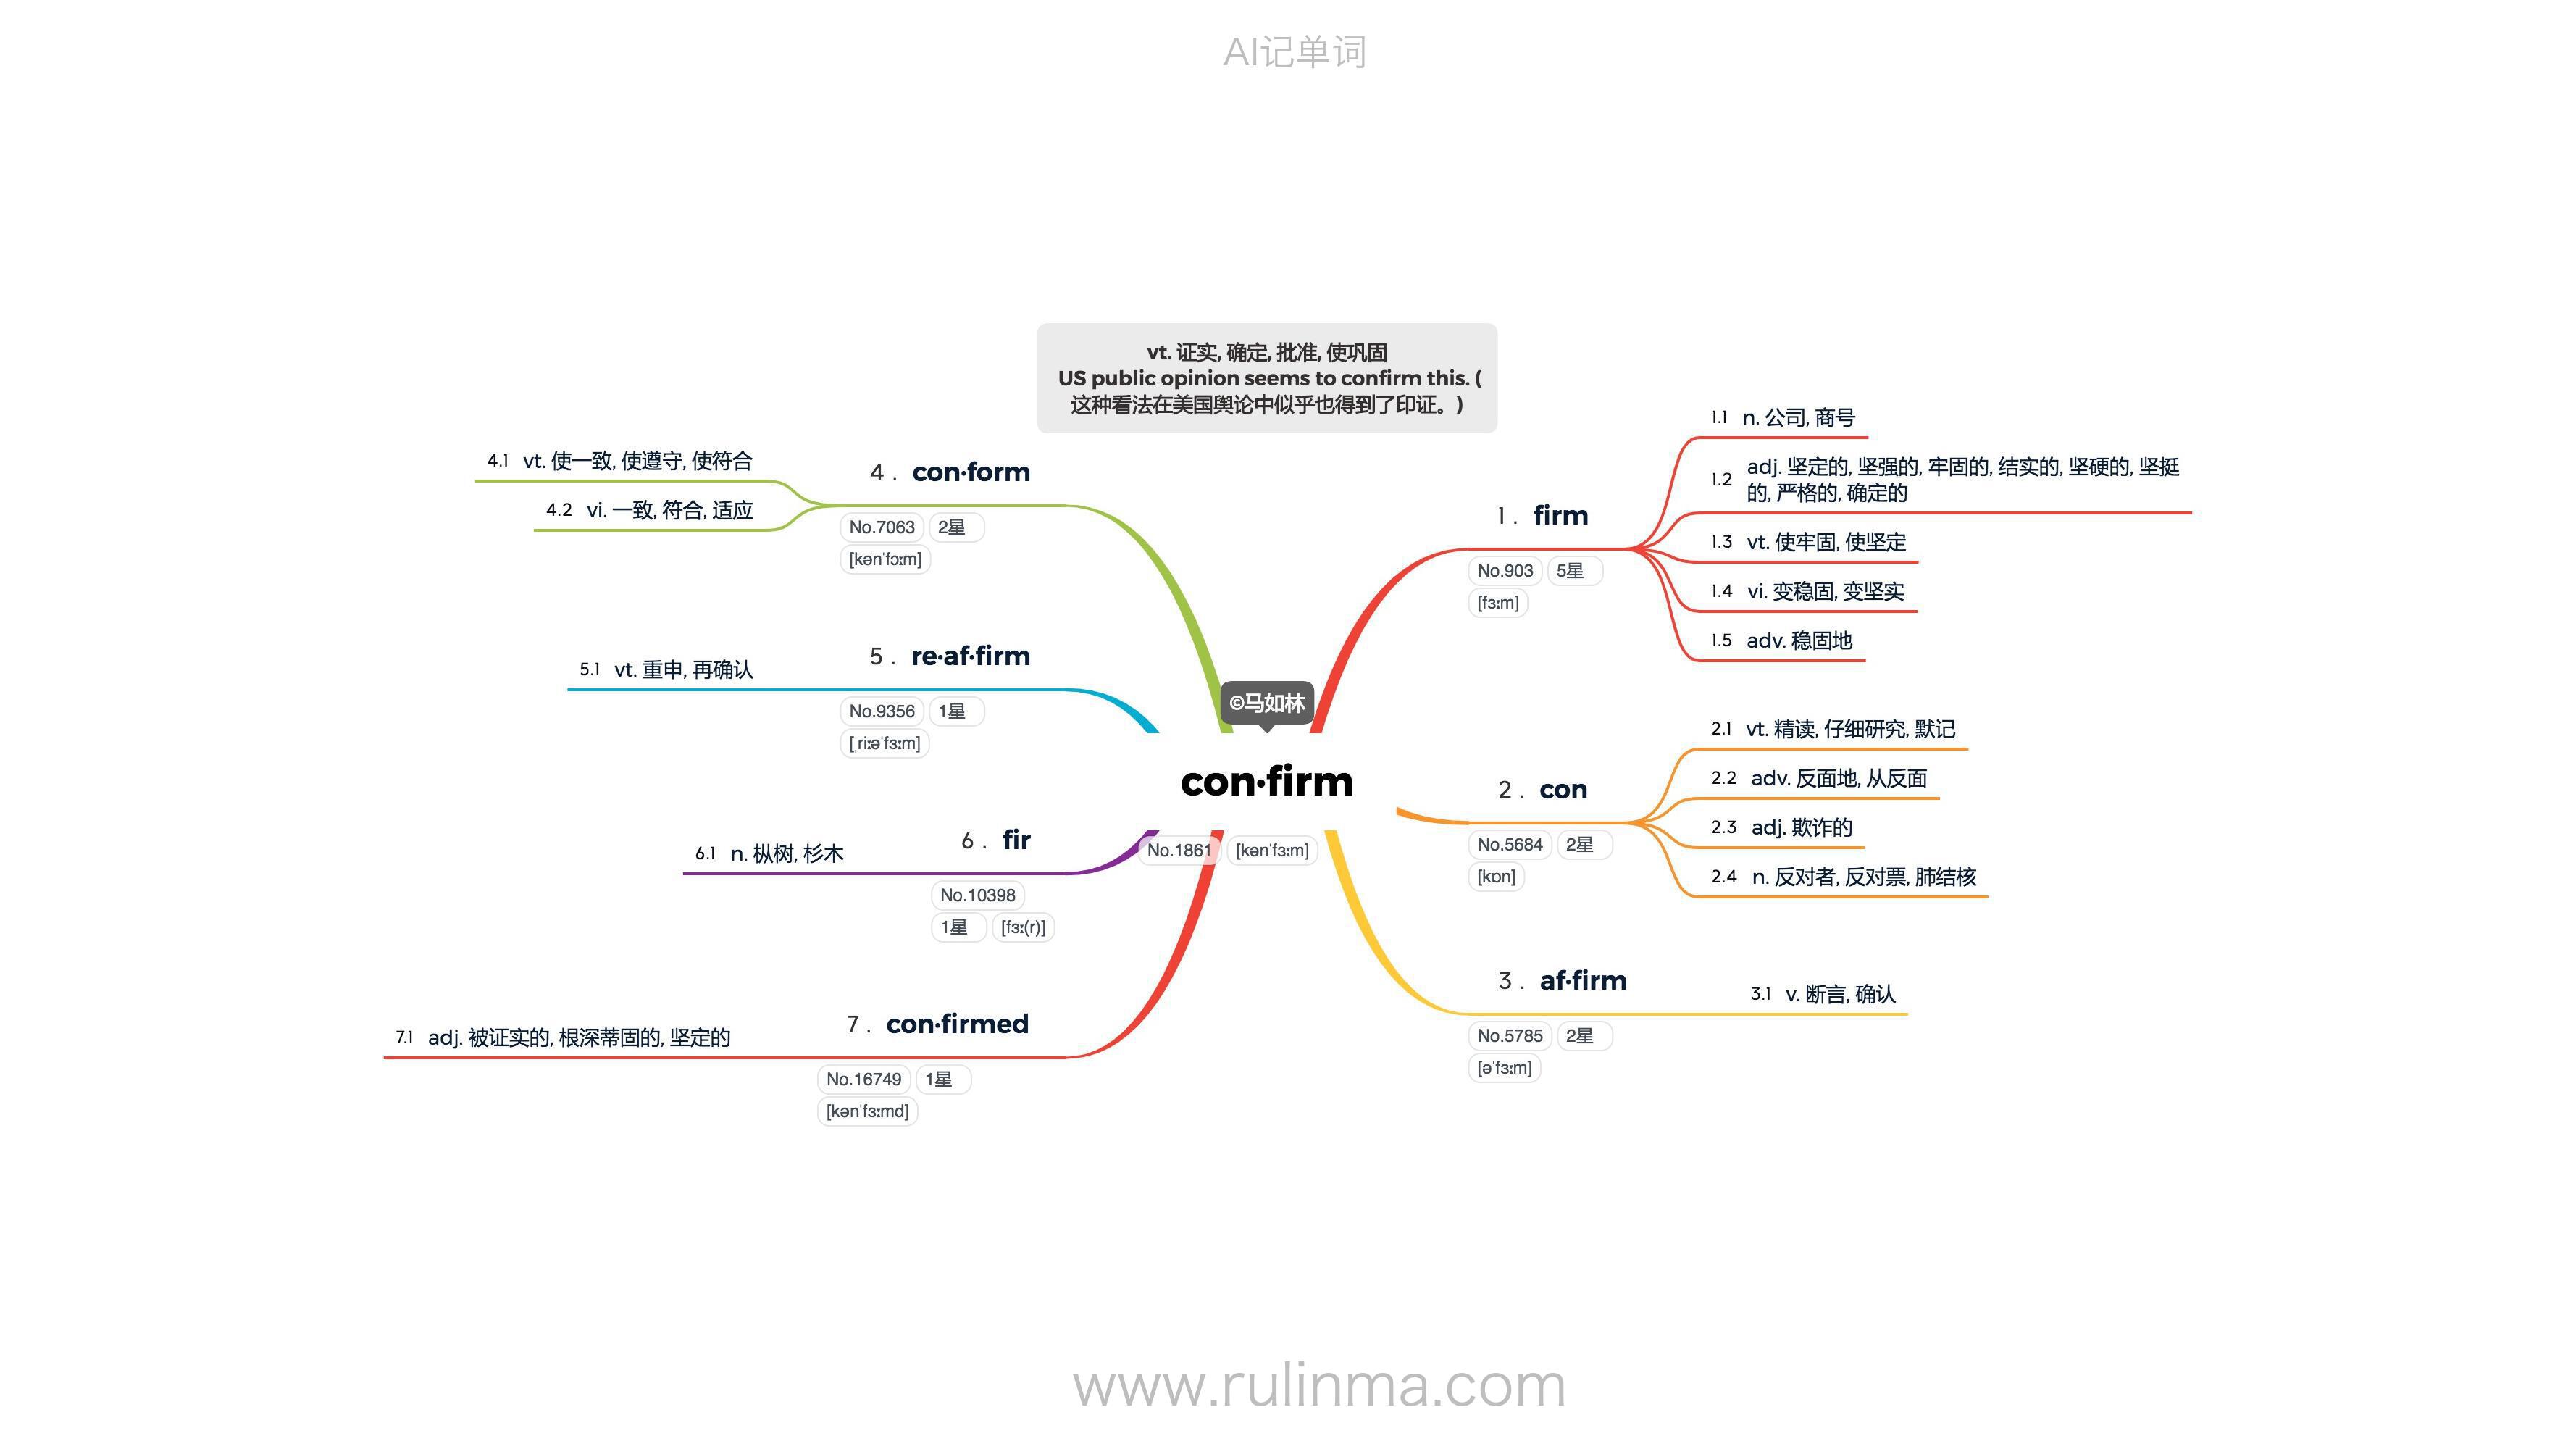 AI记单词
vt. 证实, 确定, 批准, 使巩固
US public opinion seems to confirm this. (
这种看法在美国舆论中似乎也得到了印证。)
©马如林
con·firm
No.1861 [kənˈfɜːm]
1 . firm
No.903 5星
[fɜːm]
1.1 n. 公司, 商号
1.2 adj. 坚定的, 坚强的, 牢固的, 结实的, 坚硬的, 坚挺
的, 严格的, 确定的
1.3 vt. 使牢固, 使坚定
1.4 vi. 变稳固, 变坚实
1.5 adv. 稳固地
2 . con
No.5684 2星
[kɒn]
2.1 vt. 精读, 仔细研究, 默记
2.2 adv. 反面地, 从反面
2.3 adj. 欺诈的
2.4 n. 反对者, 反对票, 肺结核
3 . af·firm
No.5785 2星
[əˈfɜːm]
3.1 v. 断言, 确认
4 . con·form
No.7063 2星
[kənˈfɔːm]
4.1 vt. 使一致, 使遵守, 使符合
4.2 vi. 一致, 符合, 适应
5 . re·af·firm
No.9356 1星
[ˌriːəˈfɜːm]
5.1 vt. 重申, 再确认
6 . fir
No.10398
1星 [fɜː(r)]
6.1 n. 枞树, 杉木
7 . con·firmed
No.16749 1星
[kənˈfɜːmd]
7.1 adj. 被证实的, 根深蒂固的, 坚定的
www.rulinma.com